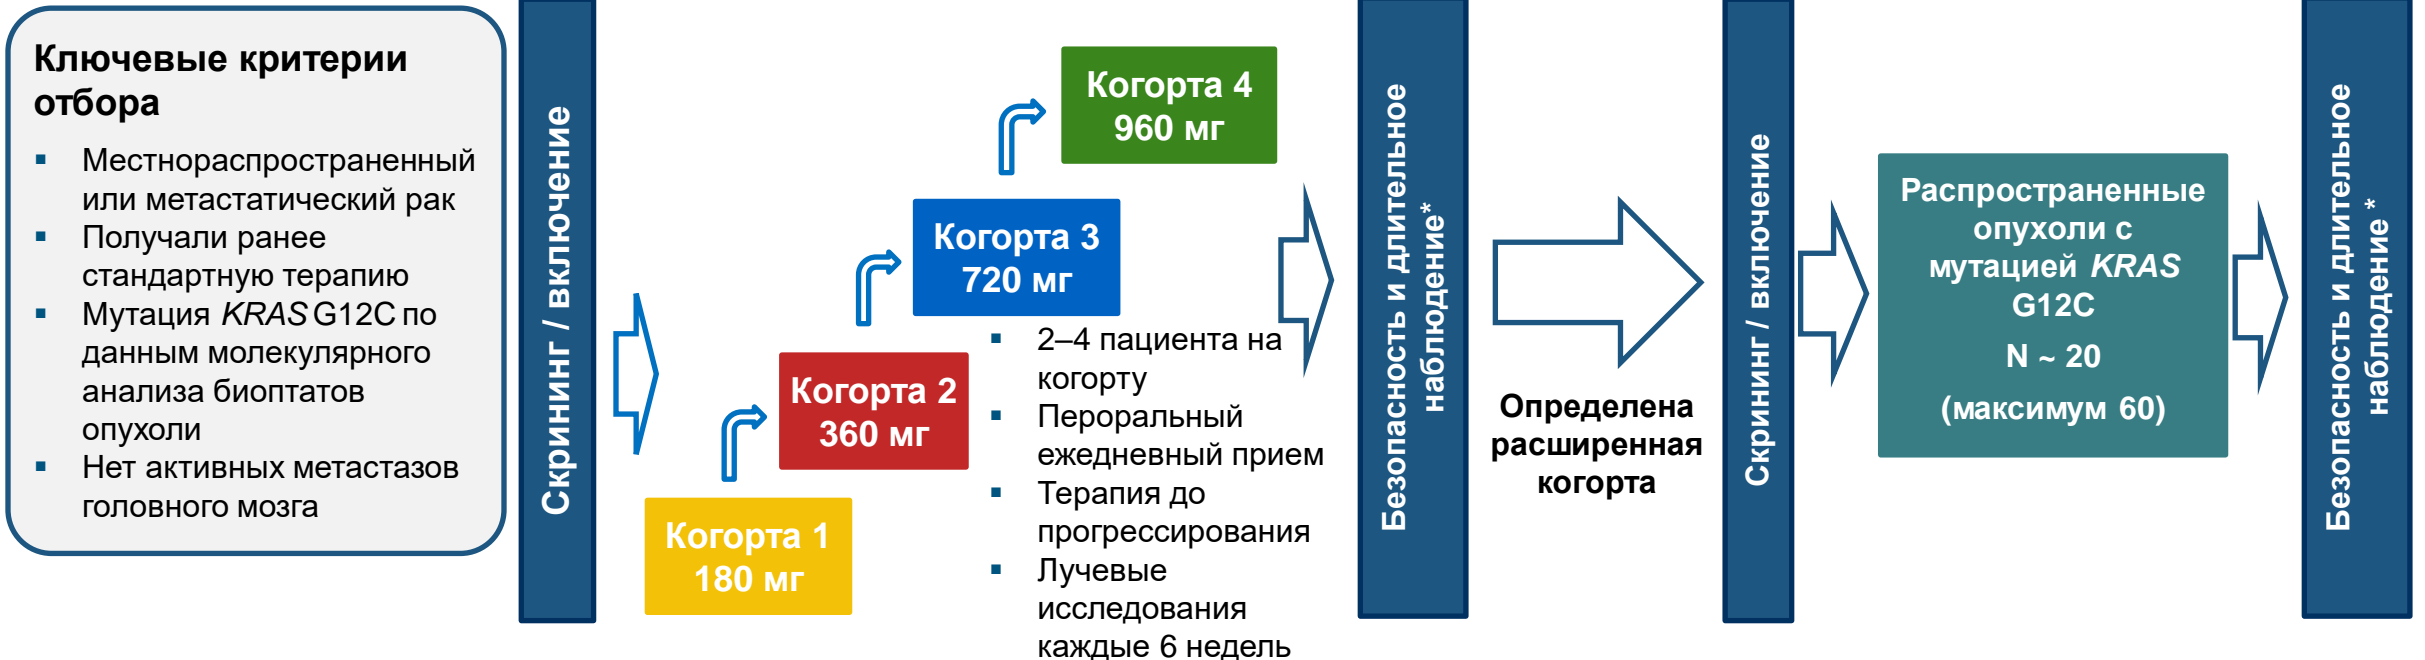 Ключевые критерии
отбора
▪ Местнораспространенный
или метастатический рак
▪ Получали ранее
стандартную терапию
▪ Мутация KRAS G12C по
данным молекулярного
анализа биоптатов
опухоли
▪ Нет активных метастазов
головного мозга
Скрининг / включение
Когорта 1
180 мг
Когорта 2
360 мг
Когорта 3
720 мг
Когорта 4
960 мг
▪ 2–4 пациента на
когорту
▪ Пероральный
ежедневный прием
▪ Терапия до
прогрессирования
▪ Лучевые
исследования
каждые 6 недель
Безопасность и длительное
наблюдение*
Определена
расширенная
когорта
Скрининг / включение
Распространенные
опухоли с
мутацией KRAS
G12C
N ~ 20
(максимум 60)
Безопасность и длительное
наблюдение *